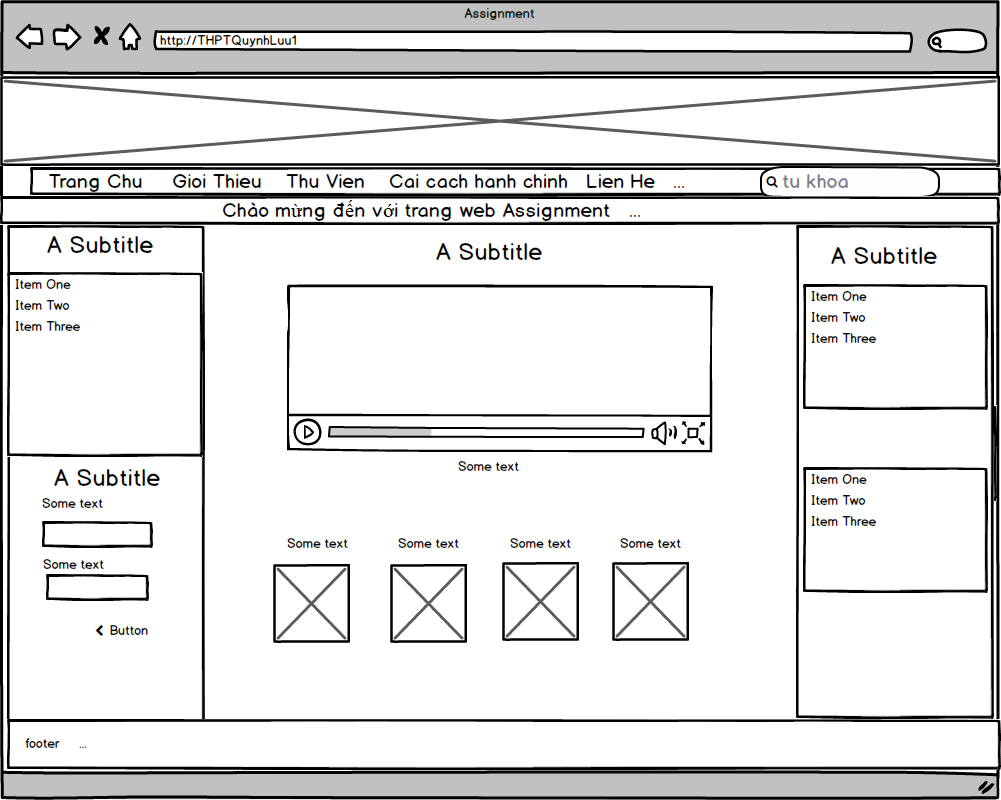 Assignment
http://THPTQuynhLuu1
Trang Chu Gioi Thieu Thu Vien Cai cach hanh chinh Lien He ...
tu khoa
Chào mừng đến với trang web Assignment ...
A Subtitle
Item One
Item Two
Item Three
A Subtitle
Some text
Some text
Button
A Subtitle
Some text
Some text Some text Some text Some text
A Subtitle
Item One
Item Two
Item Three
Item One
Item Two
Item Three
footer ...